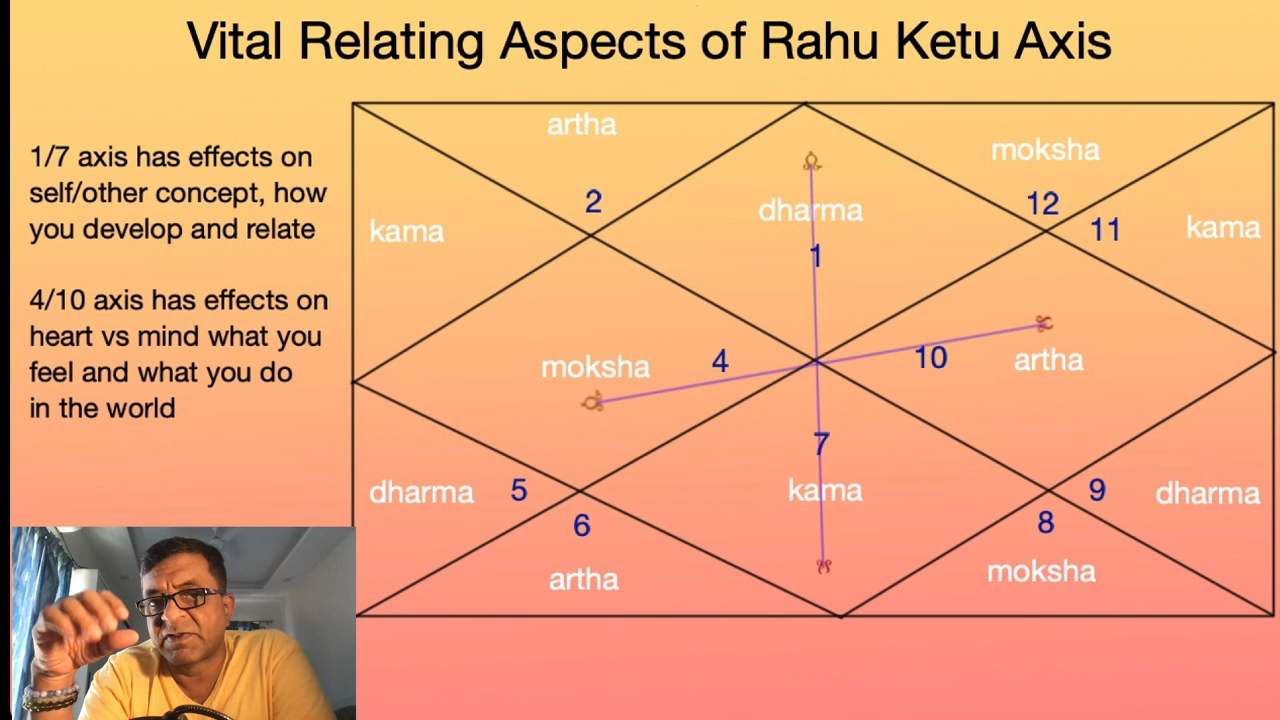 Vital Relating Aspects of Rahu Ketu Axis
1/7 axis has effects on
self/other concept, how
you develop and relate
4/10 axis has effects on
heart vs mind what you
feel and what you do
in the world
artha
moksha
2
dharma
12
kama
11
kama
1
moksha
4
10
artha
7
dharma
5
kama
9
dharma
6
8
artha
moksha